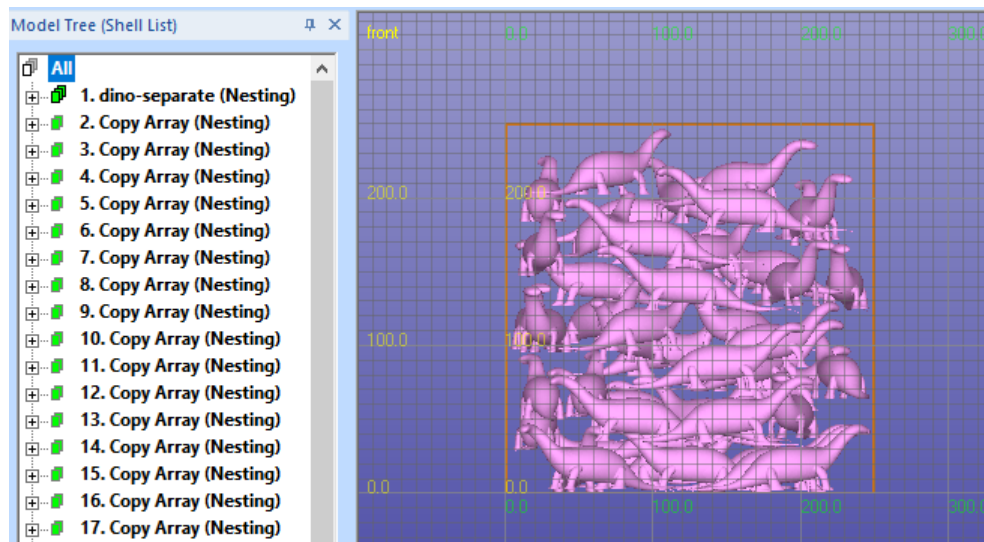 Model Tree (Shell List)
All
1. dino-separate (Nesting)
2. Copy Array (Nesting)
3. Copy Array (Nesting)
4. Copy Array (Nesting)
5. Copy Array (Nesting)
6. Copy Array (Nesting)
7. Copy Array (Nesting)
8. Copy Array (Nesting)
9. Copy Array (Nesting)
10. Copy Array (Nesting)
11. Copy Array (Nesting)
12. Copy Array (Nesting)
13. Copy Array (Nesting)
14. Copy Array (Nesting)
15. Copy Array (Nesting)
16. Copy Array (Nesting)
17. Copy Array (Nesting)
front
0.0 100.0 200.0 300.0
200.0 200.0
100.0 100.0
0.0 0.0
0.0 100.0 200.0 300.0